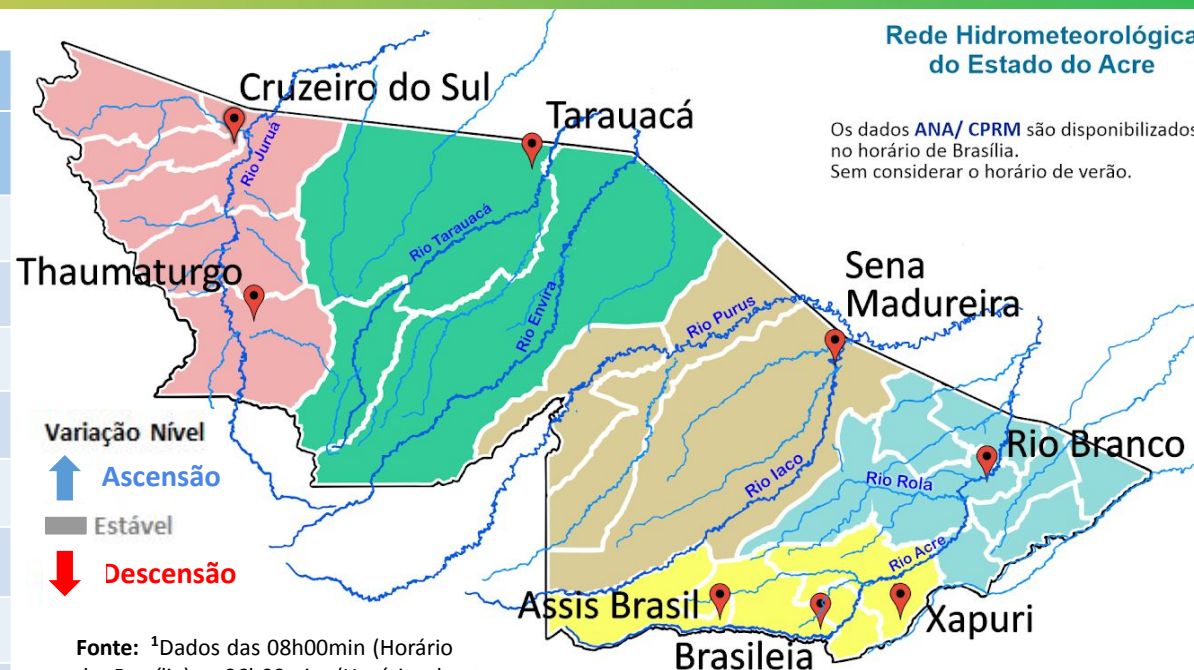 Rede Hidrometeorológica
do Estado do Acre
Os dados ANA/ CPRM são disponibilizados
no horário de Brasília.
Sem considerar o horário de verão.
Cruzeiro do Sul
Tarauacá
Rio Juruá
Rio Tarauacá
Thaumaturgo
Rio Envira
Sena
Madureira
Rio Purus
Variação Nível
Ascensão
Estável
Descensão
Rio Iaco
Rio Branco
Rio Rola
Rio Acre
Assis Brasil
Xapuri
Brasileia
Fonte: ¹Dados das 08h00min (Horário